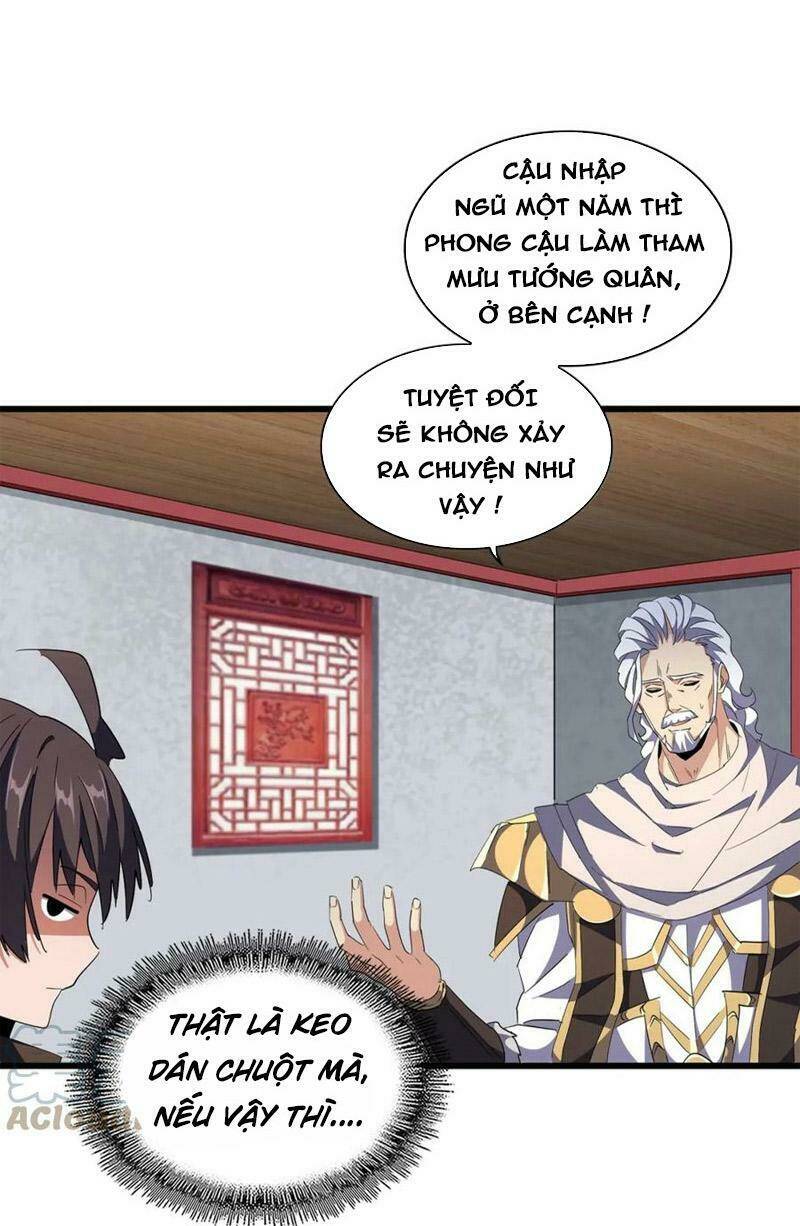 CẬU NHẬP
NGŨ MỘT NĂM THÌ
PHONG CẬU LÀM THAM
MƯU TƯỚNG QUÂN,
Ở BÊN CẠNH !
TUYỆT ĐỐI
SẼ KHÔNG XẢY
RA CHUYỆN NHƯ
VẬY !
THẬT LÀ KEO
DÁN CHUỘT MÀ,
NẾU VẬY THÌ....